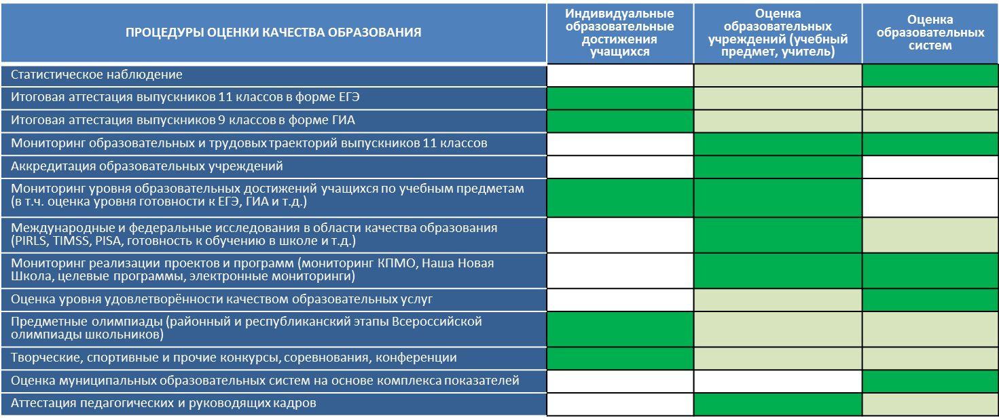 ПРОЦЕДУРЫ ОЦЕНКИ КАЧЕСТВА ОБРАЗОВАНИЯ
Индивидуальные
образовательные
достижения
учащихся
Оценка
образовательных
учреждений (учебный
предмет, учитель)
Оценка
образовательных
систем
Статистическое наблюдение
Итоговая аттестация выпускников 11 классов в форме ЕГЭ
Итоговая аттестация выпускников 9 классов в форме ГИА
Мониторинг образовательных и трудовых траекторий выпускников 11 классов
Аккредитация образовательных учреждений
Мониторинг уровня образовательных достижений учащихся по учебным предметам
(в т.ч. оценка уровня готовности к ЕГЭ, ГИА и т.д.)
Международные и федеральные исследования в области качества образования
(PIRLS, TIMSS, PISA, готовность к обучению в школе и т.д.)
Мониторинг реализации проектов и программ (мониторинг КПМО, Наша Новая
Школа, целевые программы, электронные мониторинги)
Оценка уровня удовлетворённости качеством образовательных услуг
Предметные олимпиады (районный и республиканский этапы Всероссийской
олимпиады школьников)
Творческие, спортивные и прочие конкурсы, соревнования, конференции
Оценка муниципальных образовательных систем на основе комплекса показателей
Аттестация педагогических и руководящих кадров